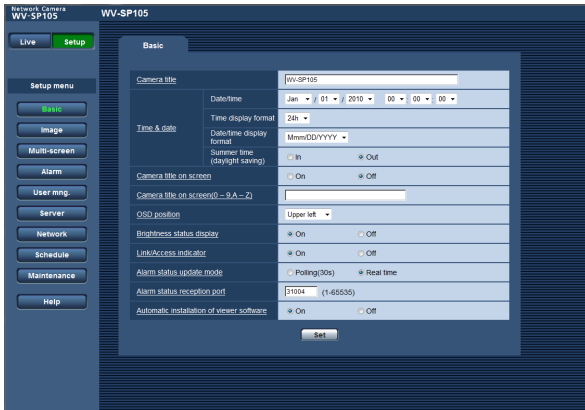 Network Camera
WV-SP105
WV-SP105
Live
Setup
Basic
Setup menu
Basic
Image
Multi-screen
Alarm
User mng.
Server
Network
Schedule
Maintenance
Help
Camera title
WV-SP105
Time & date
Date/time
Jan / 01 / 2010 00 : 00 : 00
Time display format
24h
Date/time display format
Mmm/DD/YYYY
Summer time (daylight saving)
In Out
Camera title on screen
On Off
Camera title on screen(0 – 9,A – Z)
OSD position
Upper left
Brightness status display
On Off
Link/Access indicator
On Off
Alarm status update mode
Polling(30s) Real time
Alarm status reception port
31004 (1-65535)
Automatic installation of viewer software
On Off
Set